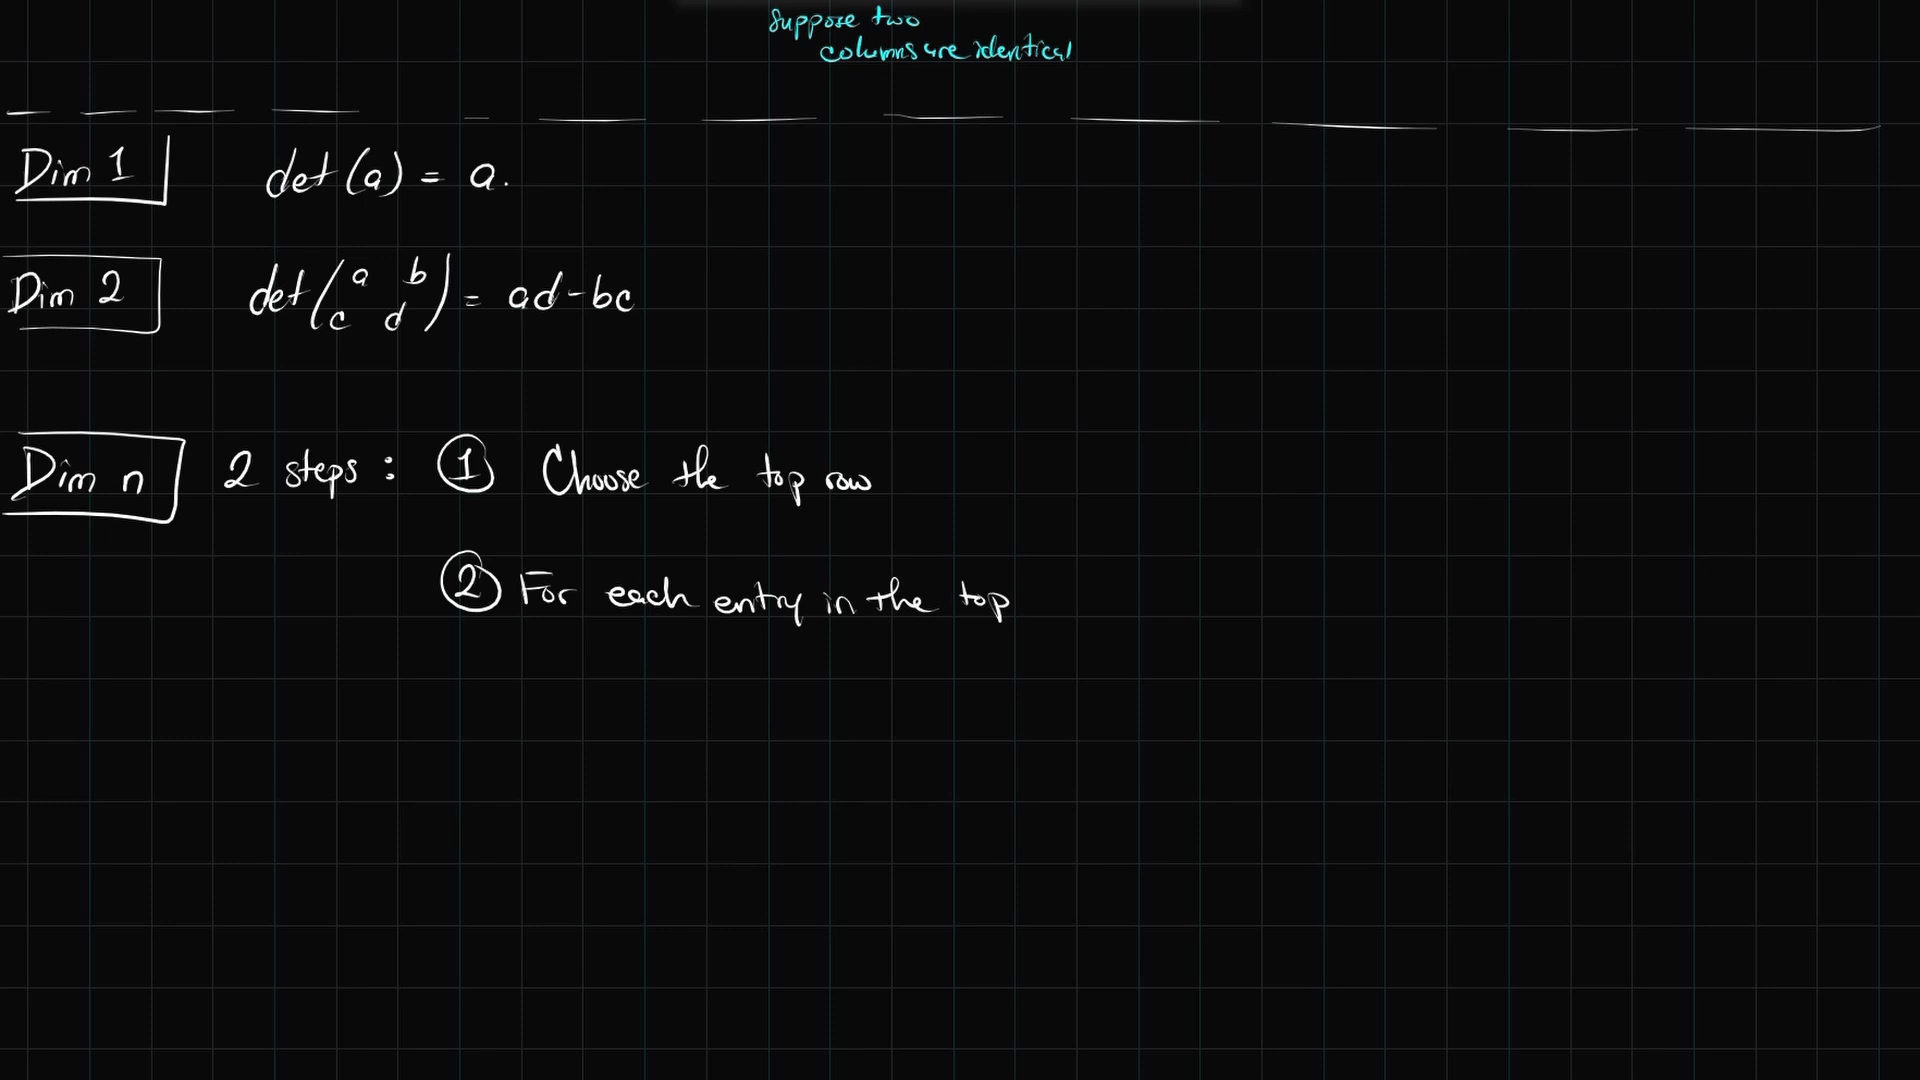 Suppose two
columns are identical
Dim 1 det(a) = a.
Dim 2 det(a b
c d) = ad-bc
Dim n 2 steps: ① Choose the top row
② For each entry in the top